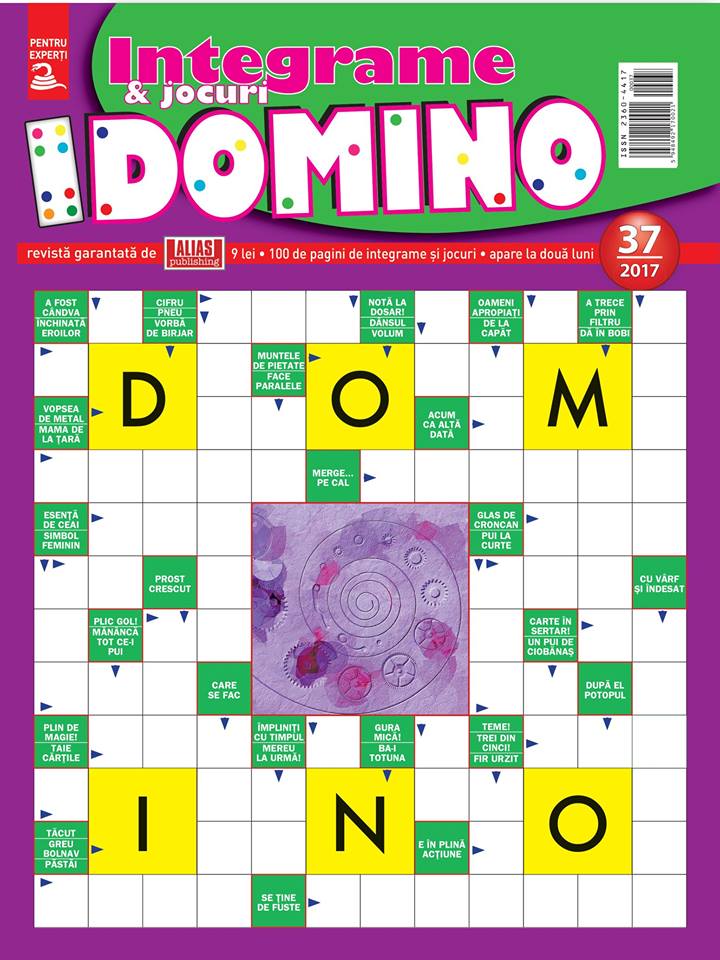 PENTRU
EXPERȚI
Integrame
& jocuri
DOMINO
ISSN 2360-4417
00037
5 948492 170021
revistă garantată de
ALIAS
publishing
9 lei • 100 de pagini de integrame și jocuri • apare la două luni
37
2017
A FOST
CÂNDVA
ÎNCHINATĂ
EROILOR
CIFRU
PNEU
VORBĂ
DE BIRJAR
NOTĂ LA
DOSAR!
DÂNSUL
VOLUM
OAMENI
APROPIAȚI
DE LA
CAPĂT
A TRECE
PRIN
FILTRU
DĂ ÎN BOBI
MUNTELE
DE PIETATE
FACE
PARALELE
D
O
M
VOPSEA
DE METAL
MAMA DE
LA ȚARĂ
ACUM
CA ALTĂ
DATĂ
MERGE...
PE CAL
ESENȚĂ
DE CEAI
SIMBOL
FEMININ
GLAS DE
CRONCAN
PUI LA
CURTE
PROST
CRESCUT
CU VÂRF
ȘI ÎNDESAT
PLIC GOL!
MĂNÂNCĂ
TOT CE-I
PUI
CARTE ÎN
SERTAR!
UN PUI DE
CIOBĂNAȘ
CARE
SE FAC
DUPĂ EL
POTOPUL
PLIN DE
MAGIE!
TAIE
CĂRȚILE
ÎMPLINIȚI
CU TIMPUL
MEREU
LA URMĂ!
GURA
MICĂ!
BA-I
TOTUNA
TEME!
TREI DIN
CINCI!
FIR URZIT
I
N
O
TĂCUT
GREU
BOLNAV
PĂSTĂI
E ÎN PLINĂ
ACȚIUNE
SE ȚINE
DE FUSTE